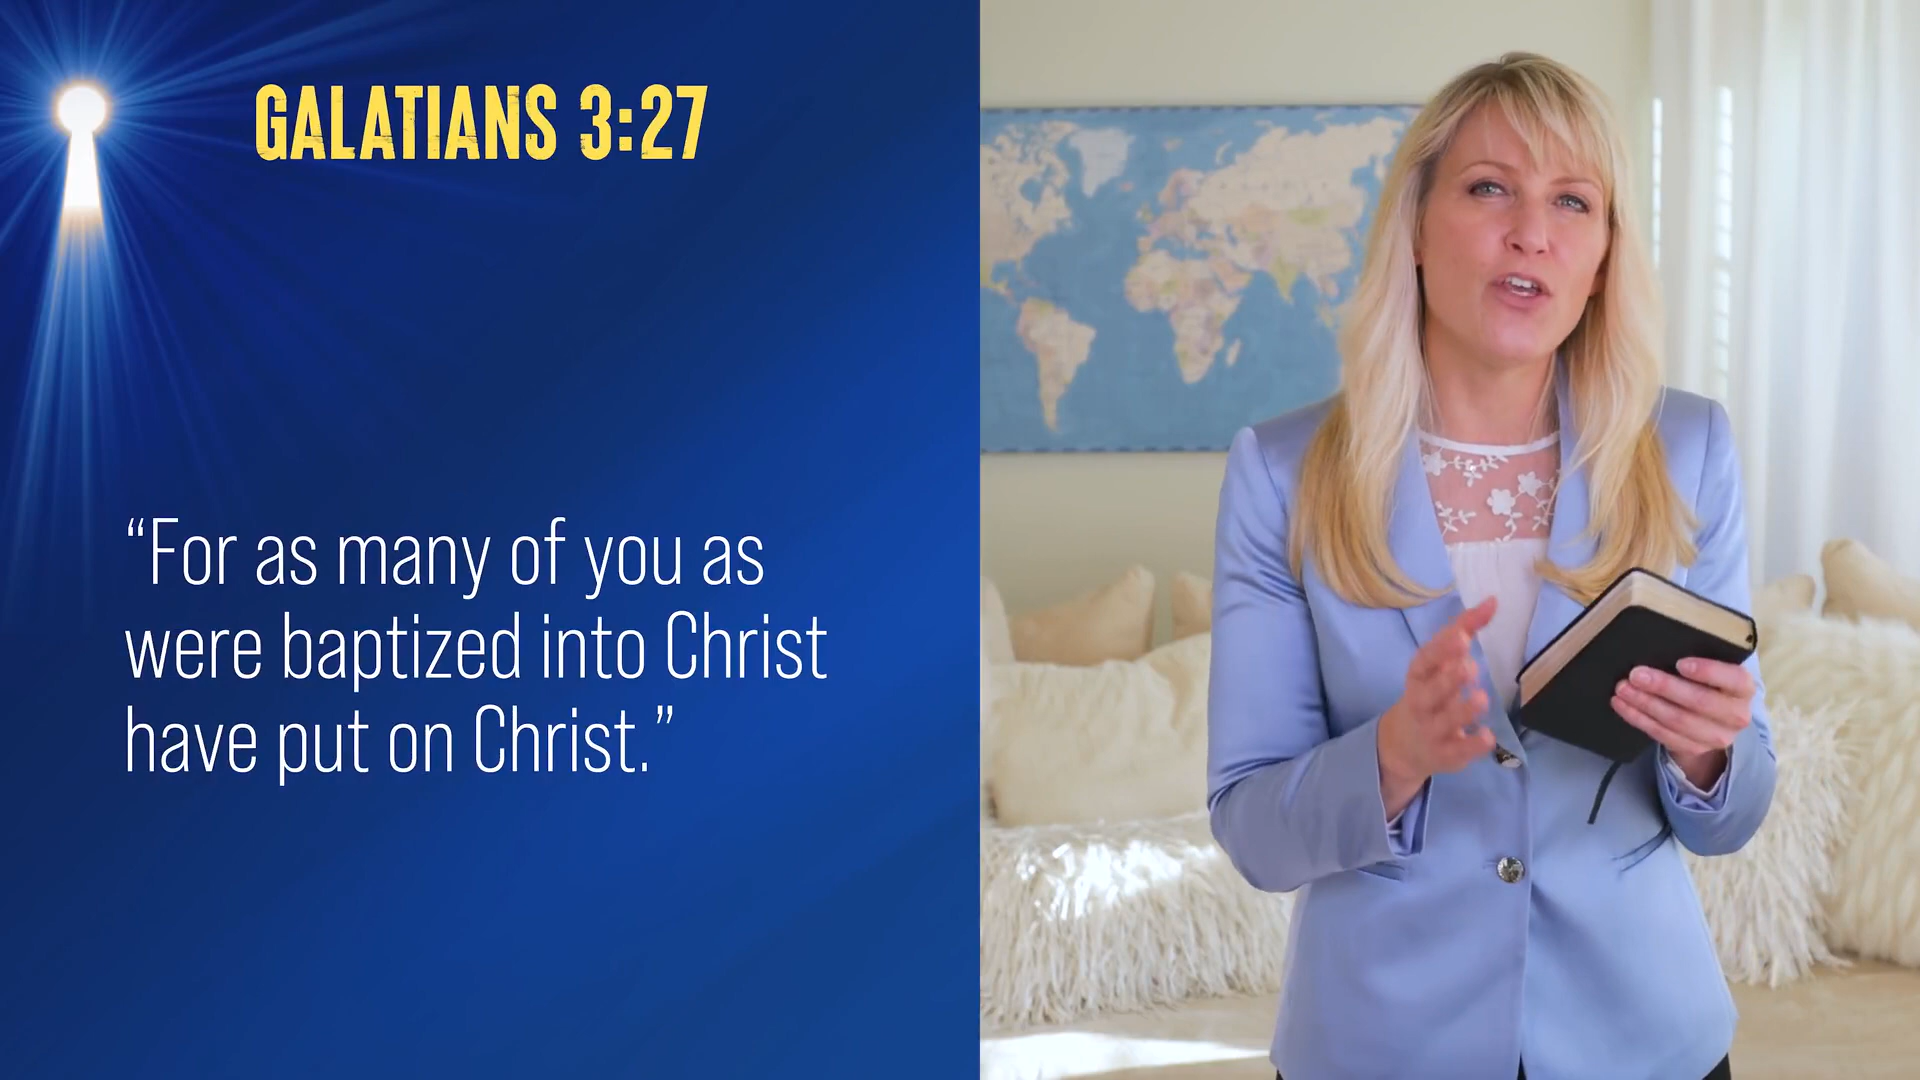 GALATIANS 3:27
“For as many of you as
were baptized into Christ
have put on Christ.”